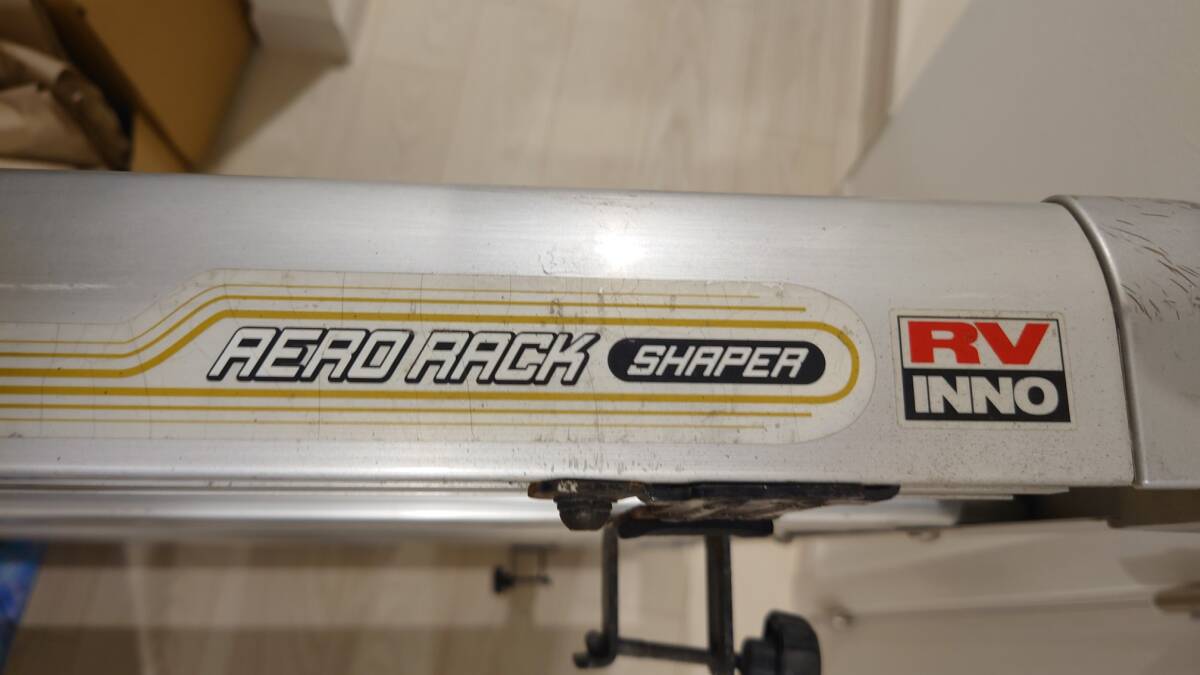 AERO RACK SHAPER
RV
INNO